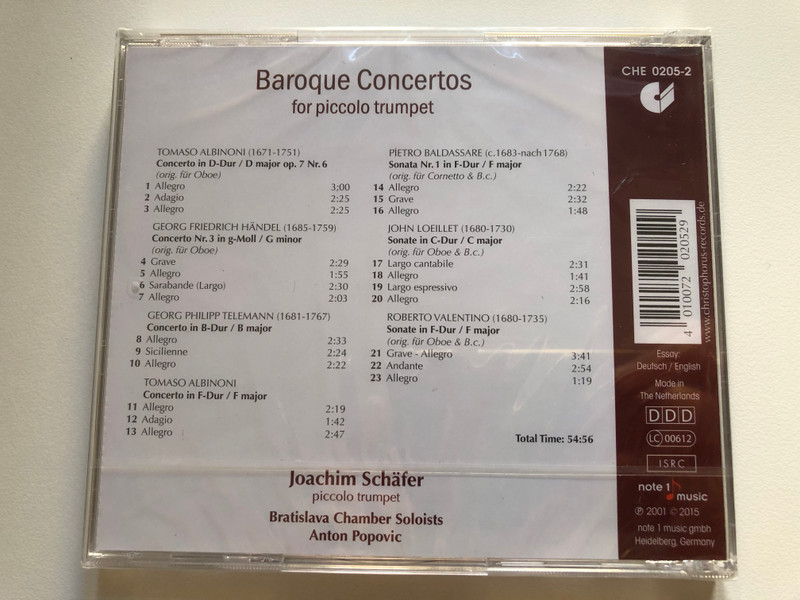 Baroque Concertos
for piccolo trumpet
TOMASO ALBINONI (1671-1751)
Concerto in D-Dur / D major op. 7 Nr. 6
(orig. für Oboe)
1 Allegro 3;00
2 Adagio 2:25
3 Allegro 2:25
GEORG FRIEDRICH HÄNDEL (1685-1759)
Concerto Nr. 3 in g-Moll / G minor
(orig. für Oboe)
4 Grave 2:29
5 Allegro 1:55
6 Sarabande (Largo) 2:30
7 Allegro 2:03
GEORG PHILIPP TELEMANN (1681-1767)
Concerto in B-Dur / B major
8 Allegro 2:33
9 Sicilienne 2:24
10 Allegro 2:22
TOMASO ALBINONI
Concerto in F-Dur / F major
11 Allegro 2:19
12 Adagio 1:42
13 Allegro 2:47
PIETRO BALDASSARE (c. 1683-nach 1768)
Sonata Nr. 1 in F-Dur / F major
(orig. für Cornetto & B.c.)
14 Allegro 2:22
15 Grave 2:32
16 Allegro 1:48
JOHN LOEILLET (1680-1730)
Sonate in C-Dur / C major
(orig. für Oboe & B.c.)
17 Largo cantabile 2:31
18 Allegro 1:41
19 Largo espressivo 2:58
20 Allegro 2:16
ROBERTO VALENTINO (1680-1735)
Sonate in F-Dur / F major
(orig. für Oboe & B.c.)
21 Grave - Allegro 3:41
22 Andante 2:54
23 Allegro 1:19
Total Time: 54:56
Joachim Schäfer
piccolo trumpet
Bratislava Chamber Soloists
Anton Popovic
CHE 0205-2
4 010072 020529
www.christophorus-records.de
Essay:
Deutsch / English
Made in
The Netherlands
DDD
LC 00612
ISRC
note 1
music
℗ 2001 © 2015
note 1 music gmbh
Heidelberg, Germany